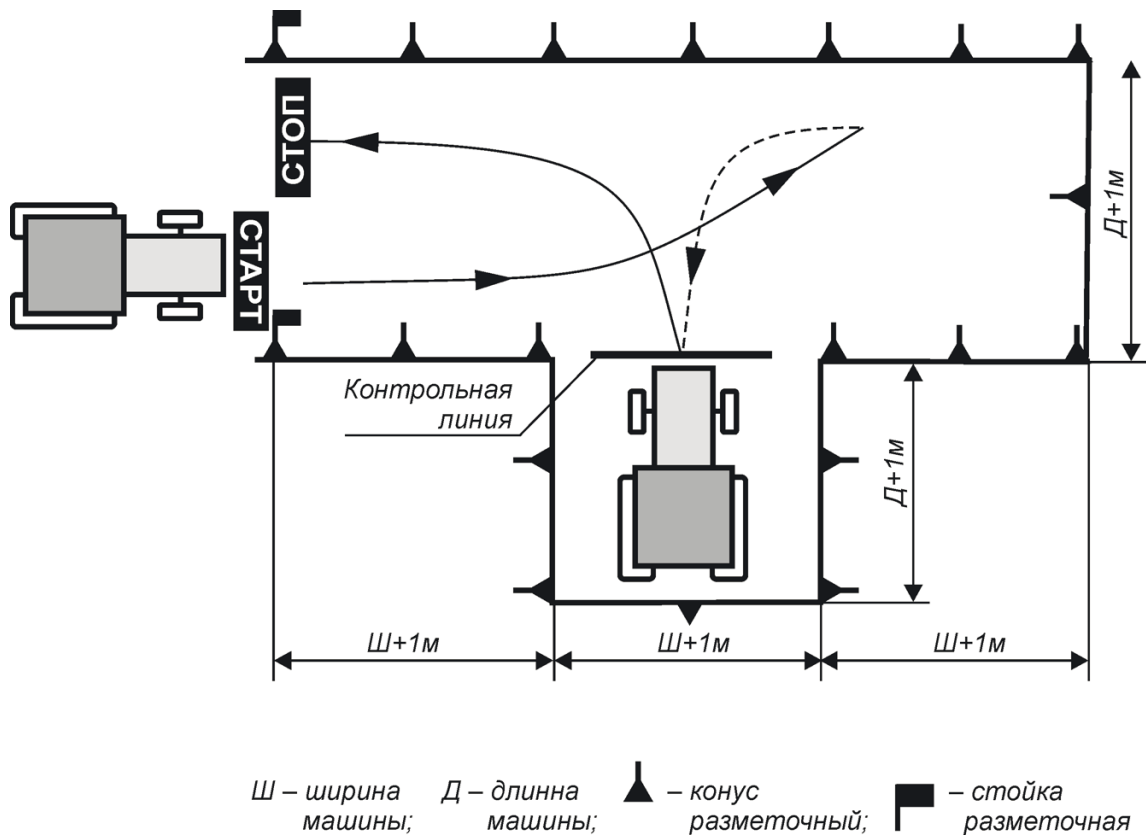 СТОП
СТАРТ
Д+1м
Контрольная
линия
Д+1м
Ш+1м
Ш+1м
Ш+1м
Ш – ширина
машины;
Д – длинна
машины;
– конус
разметочный;
– стойка
разметочная